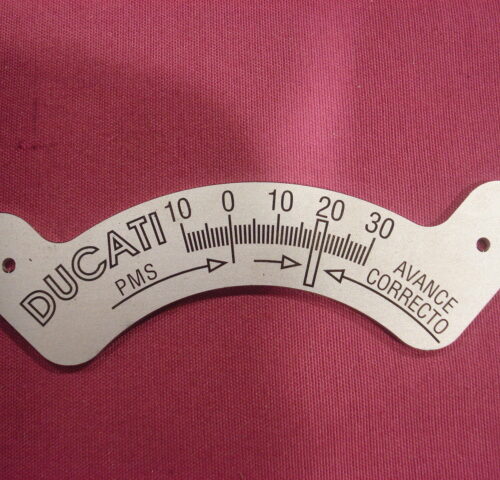 DUCATI
10 0 10 20 30
PMS
AVANCE
CORRECTO